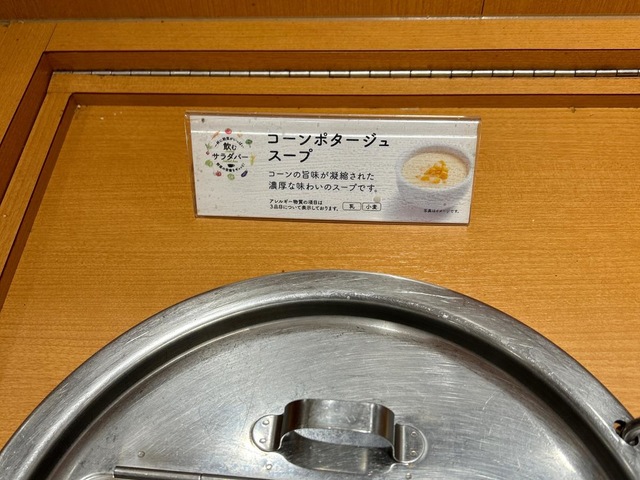 飲む
サラダバー
コーンポタージュ
スープ
コーンの旨味が凝縮された
濃厚な味わいのスープです。
アレルギー物質の項目は
3品目について表示しております。 乳 小麦
写真はイメージです。